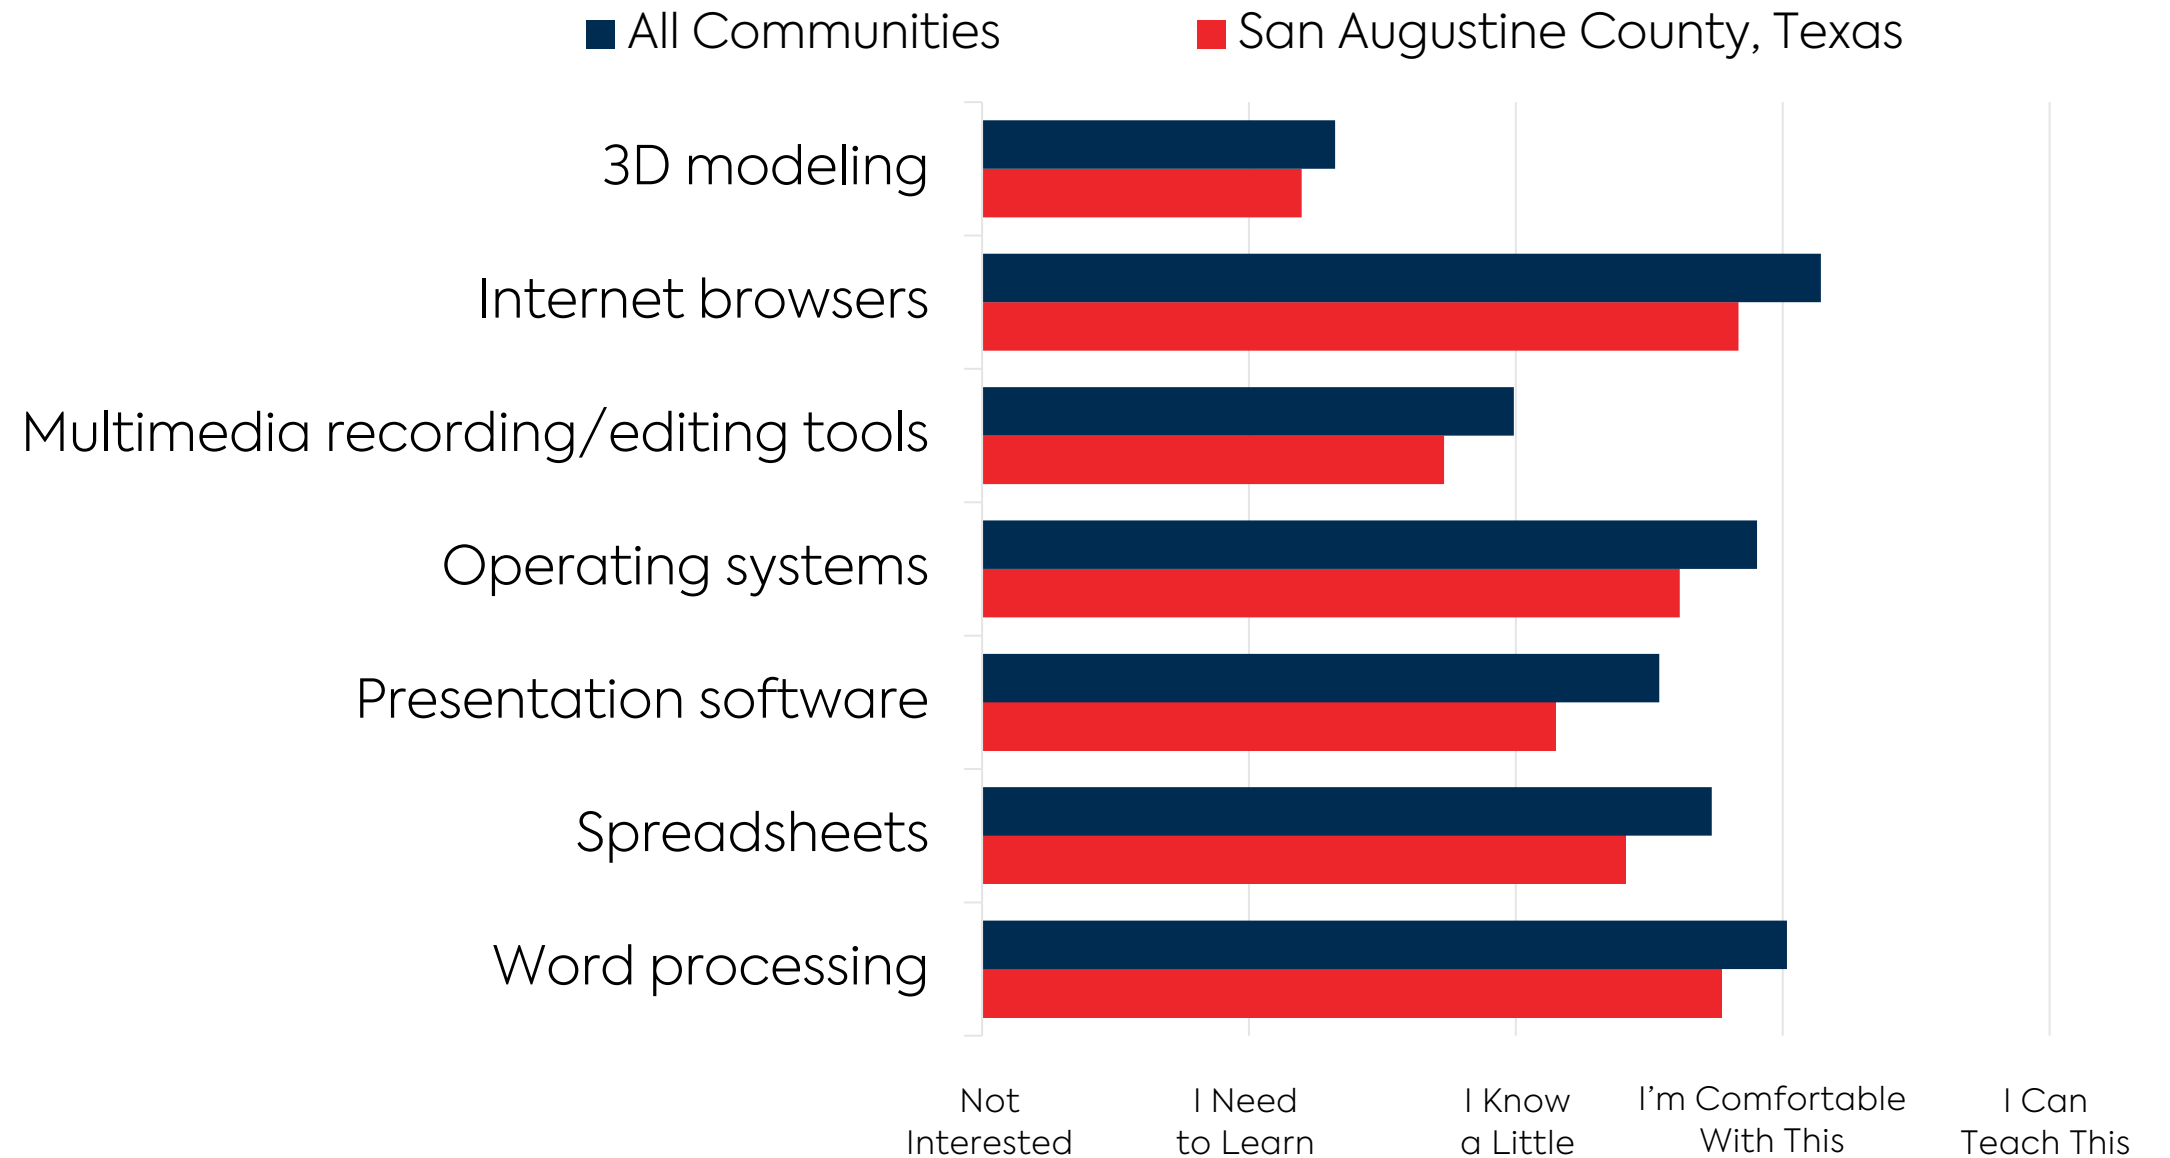 All Communities
San Augustine County, Texas
3D modeling
Internet browsers
Multimedia recording/editing tools
Operating systems
Presentation software
Spreadsheets
Word processing
Not
Interested
I Need
to Learn
I Know
a Little
I’m Comfortable
With This
I Can
Teach This